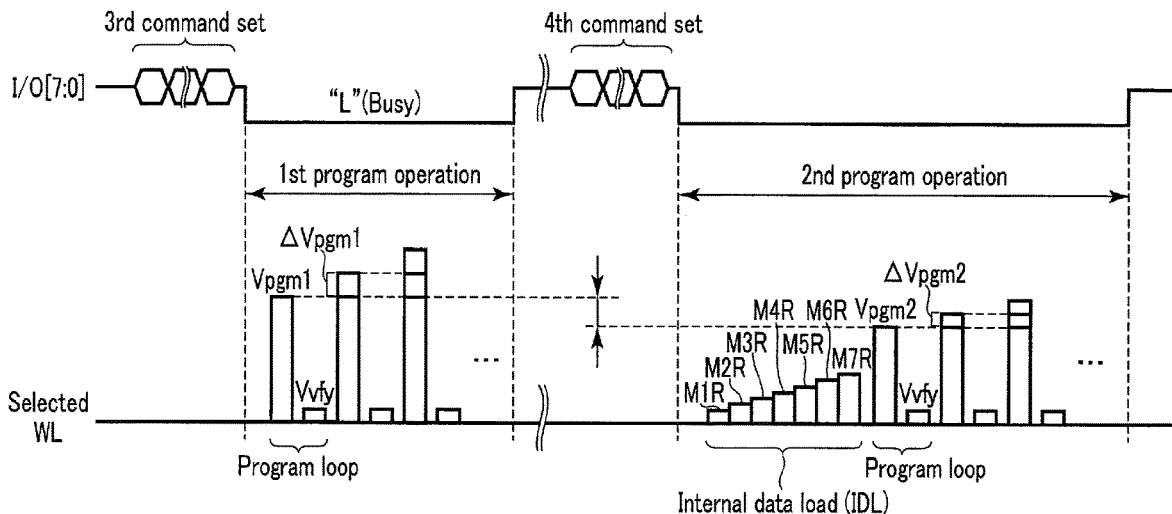 3rd command set
4th command set
I/O[7:0]
“L”(Busy)
1st program operation
2nd program operation
ΔVpgm1
Vpgm1
ΔVpgm2
Vpgm2
M6R
M4R
M7R
M5R
M3R
M2R
M1R
Vvfy
Vvfy
...
...
Selected
WL
Program loop
Program loop
Internal data load (IDL)